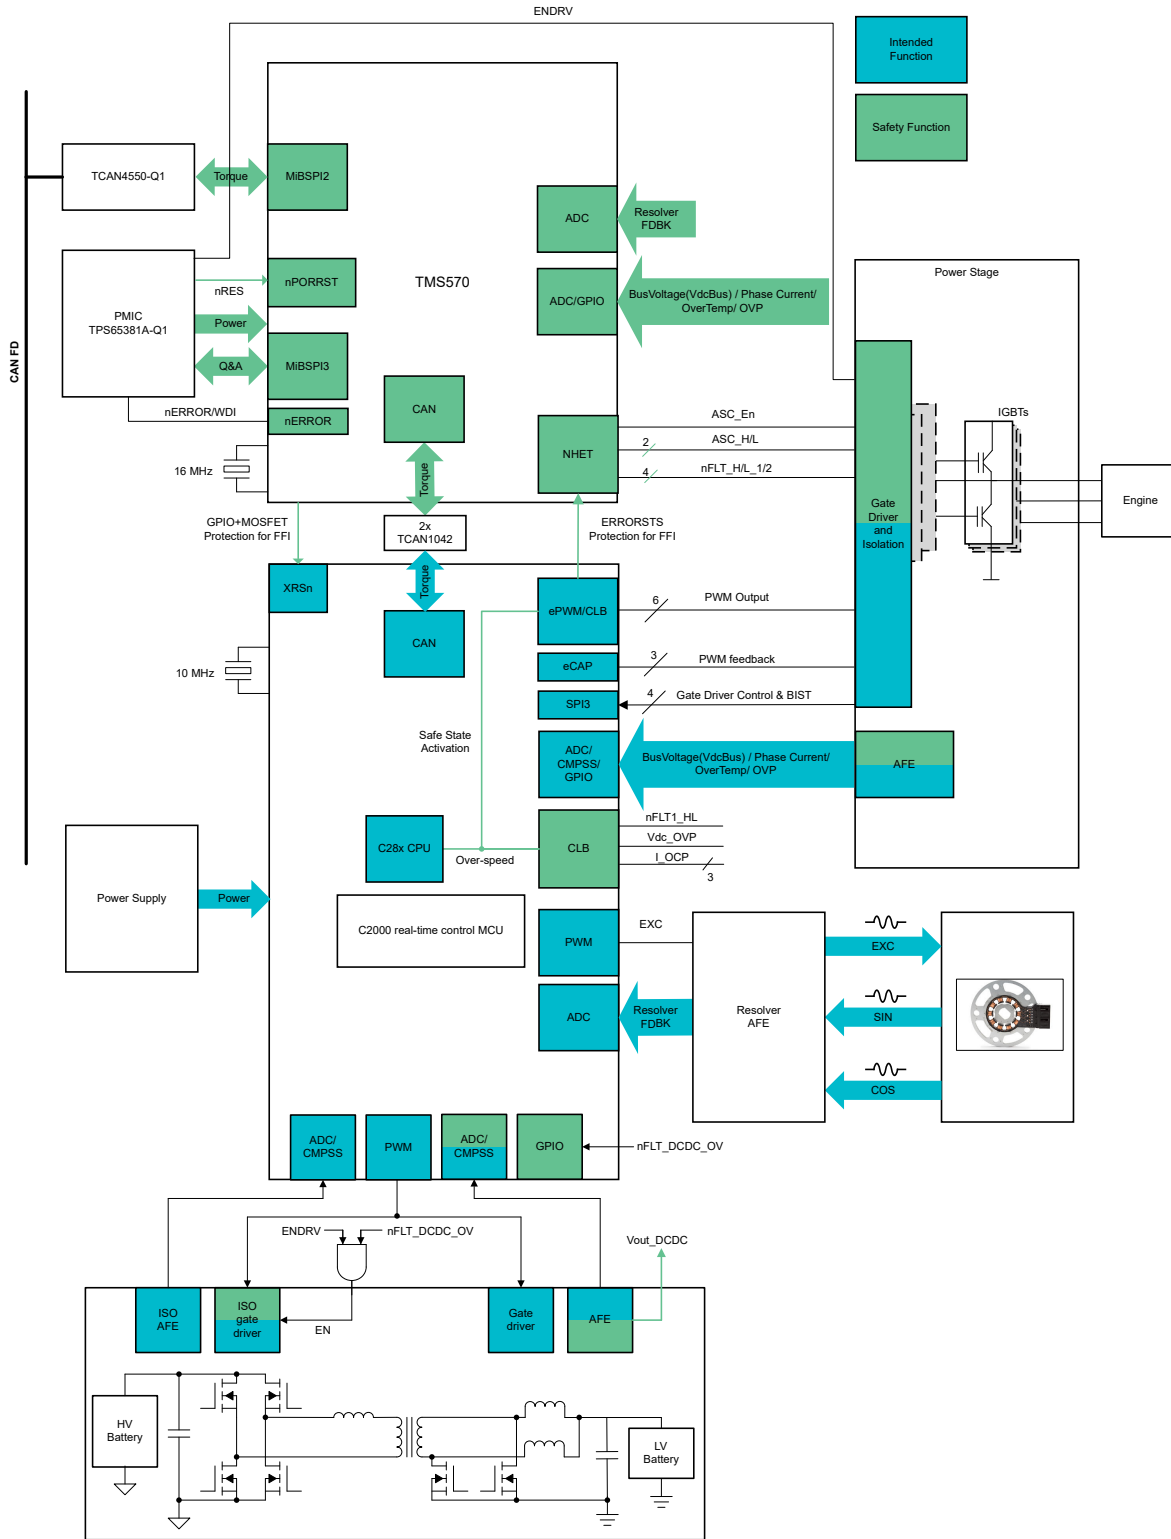 ENDRV
Intended
Function
Safety Function
CAN FD
TCAN4550-Q1
Torque
MiBSPI2
TMS570
ADC
Resolver
FDBK
ADC/GPIO
BusVoltage(VdcBus) / Phase Current/
OverTemp/ OVP
Power Stage
PMIC
TPS65381A-Q1
nRES
nPORRST
Power
Q&A
MiBSPI3
nERROR/WDI
nERROR
16 MHz
CAN
Torque
NHET
ASC_En
2
ASC_H/L
4
nFLT_H/L_1/2
IGBTs
Engine
Gate
Driver
and
Isolation
GPIO+MOSFET
Protection for FFI
2x
TCAN1042
ERRORSTS
Protection for FFI
XRSn
Torque
CAN
ePWM/CLB
6
PWM Output
10 MHz
eCAP
3
PWM feedback
SPI3
4
Gate Driver Control & BIST
Safe State
Activation
ADC/
CMPSS/
GPIO
BusVoltage(VdcBus) / Phase Current/
OverTemp/ OVP
AFE
C28x CPU
Over-speed
CLB
nFLT1_HL
Vdc_OVP
I_OCP
3
Power Supply
Power
C2000 real-time control MCU
PWM
EXC
Resolver
AFE
EXC
SIN
COS
ADC
Resolver
FDBK
ADC/
CMPSS
PWM
ADC/
CMPSS
GPIO
nFLT_DCDC_OV
ENDRV
nFLT_DCDC_OV
Vout_DCDC
ISO
AFE
ISO
gate
driver
EN
Gate
driver
AFE
HV
Battery
LV
Battery